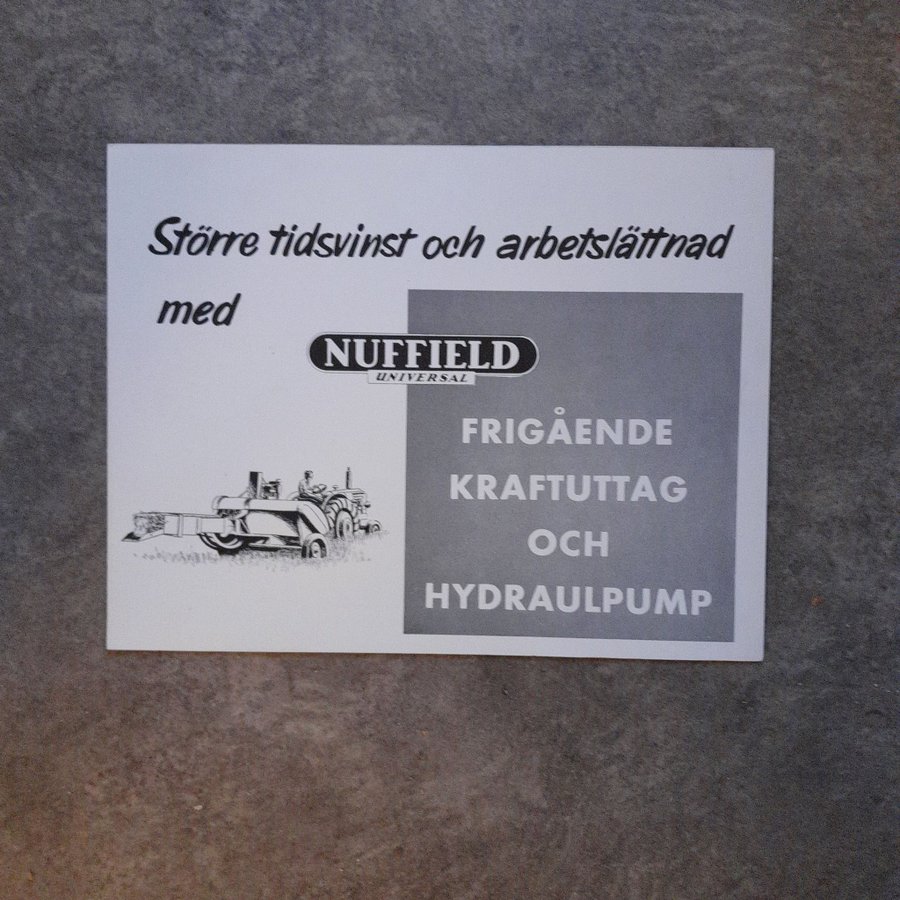 Större tidsvinst och arbetslättnad
med
NUFFIELD
UNIVERSAL
FRIGÅENDE
KRAFTUTTAG
OCH
HYDRAULPUMP